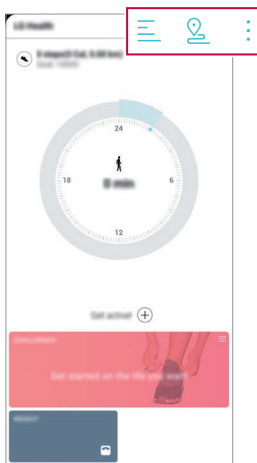 LG Health
24
18
6
0 min
12
Get active!
CHALLENGES
Get started on the life you want
WEIGHT